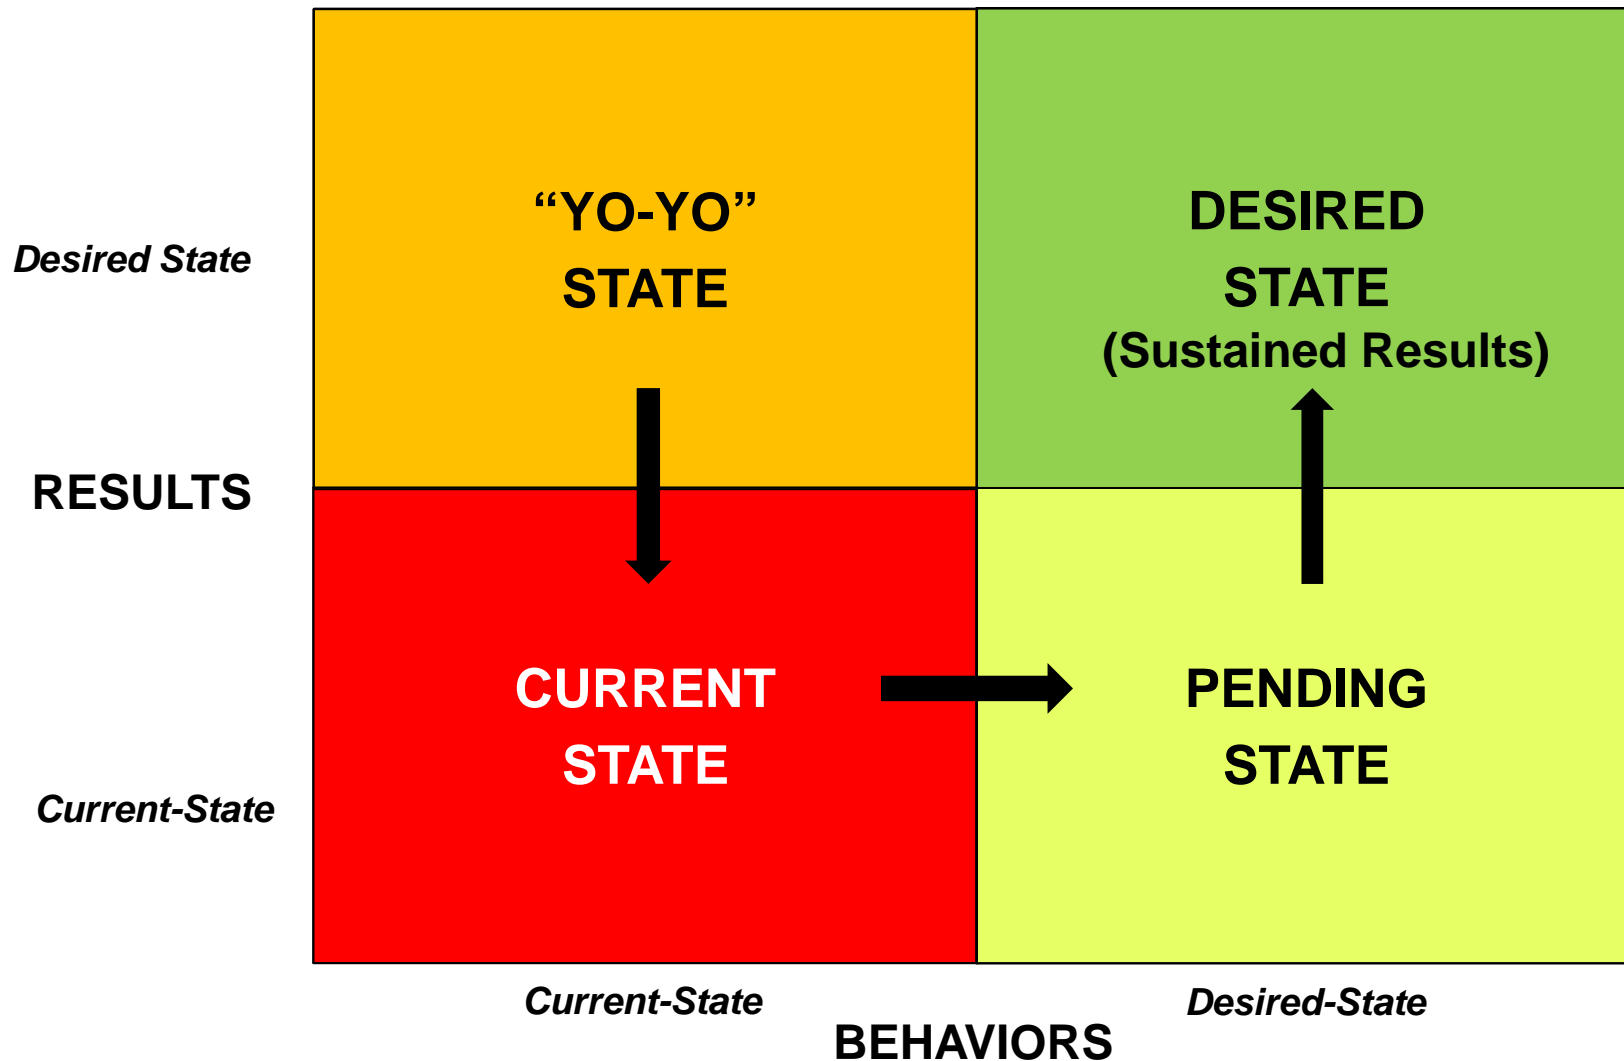 “YO-YO”
STATE
DESIRED
STATE
(Sustained Results)
Desired State
RESULTS
CURRENT
STATE
PENDING
STATE
Current-State
Current-State
Desired-State
BEHAVIORS